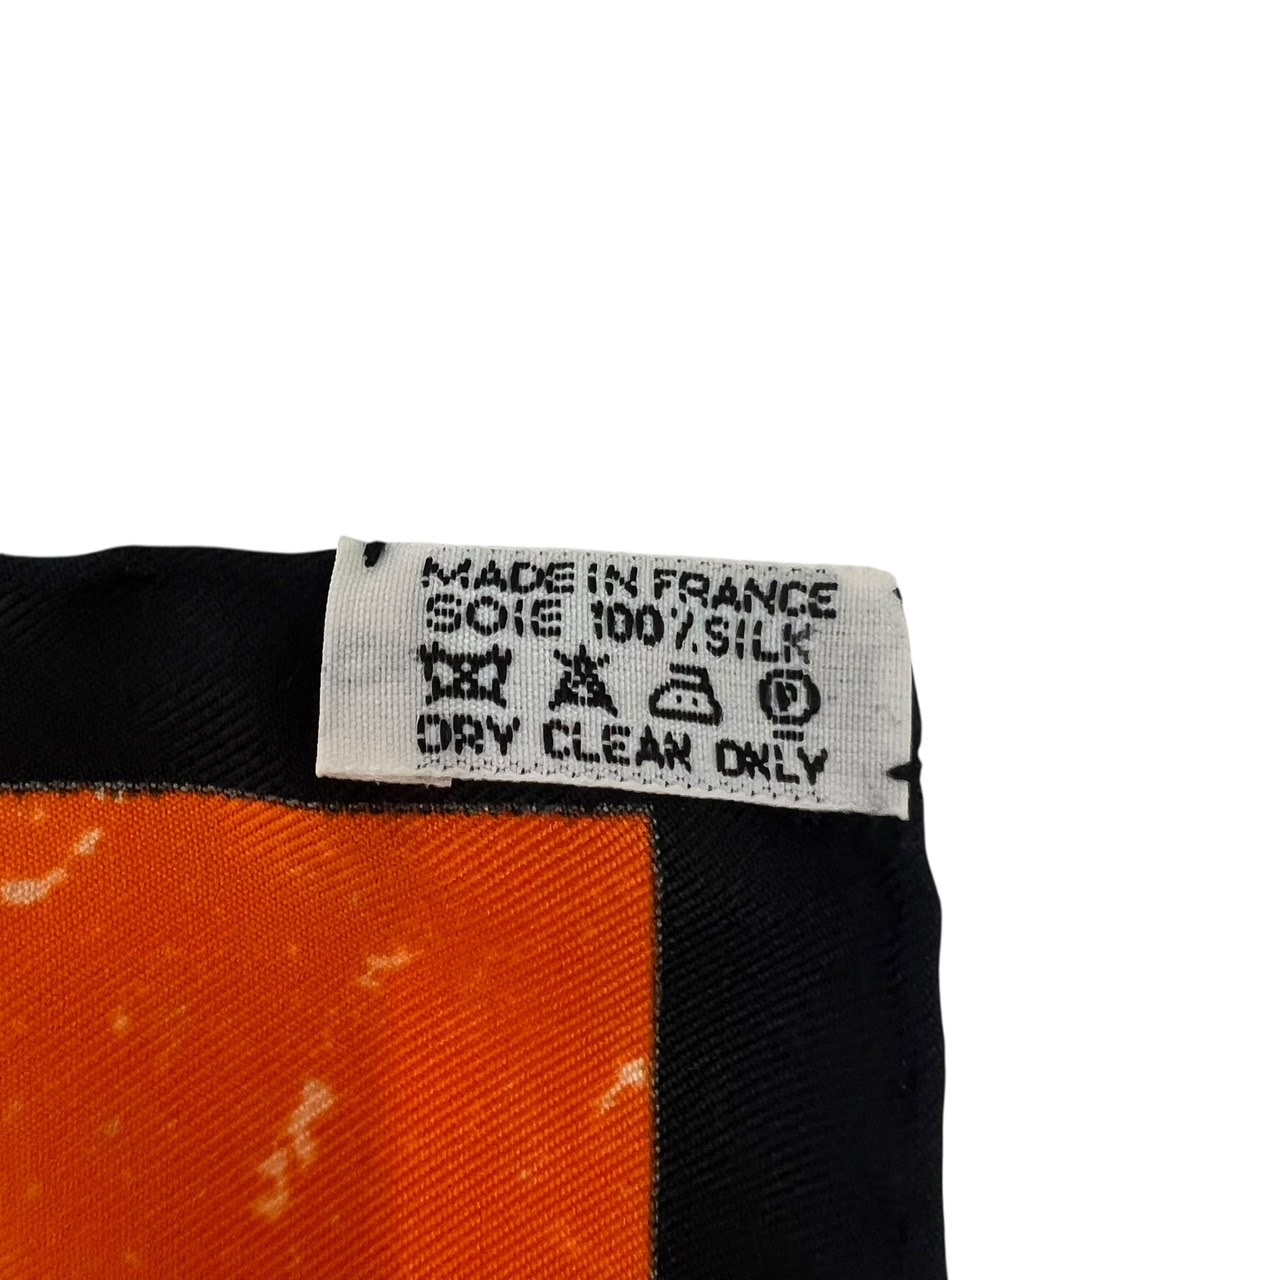 MADE IN FRANCE
SOIE 100% SILK
P
DRY CLEAN ONLY